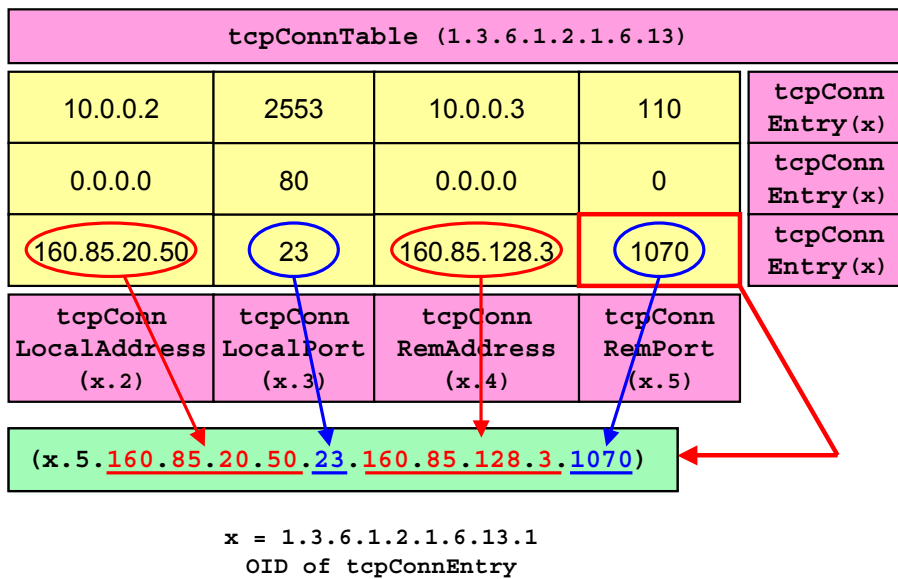 tcpConnTable (1.3.6.1.2.1.6.13)
10.0.0.2 2553 10.0.0.3 110 tcpConn
Entry(x)
0.0.0.0 80 0.0.0.0 0 tcpConn
Entry(x)
160.85.20.50 23 160.85.128.3 1070 tcpConn
Entry(x)
tcpConn tcpConn tcpConn tcpConn
LocalAddress LocalPort RemAddress RemPort
(x.2) (x.3) (x.4) (x.5)
(x.5.160.85.20.50.23.160.85.128.3.1070)
x = 1.3.6.1.2.1.6.13.1
OID of tcpConnEntry